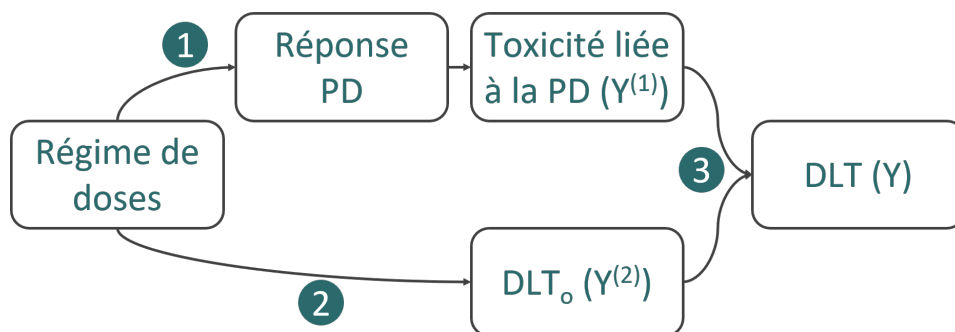 1
Réponse
PD
Toxicité liée
à la PD (Y⁽¹⁾)
Régime de
doses
3
DLT (Y)
2
DLTₒ (Y⁽²⁾)